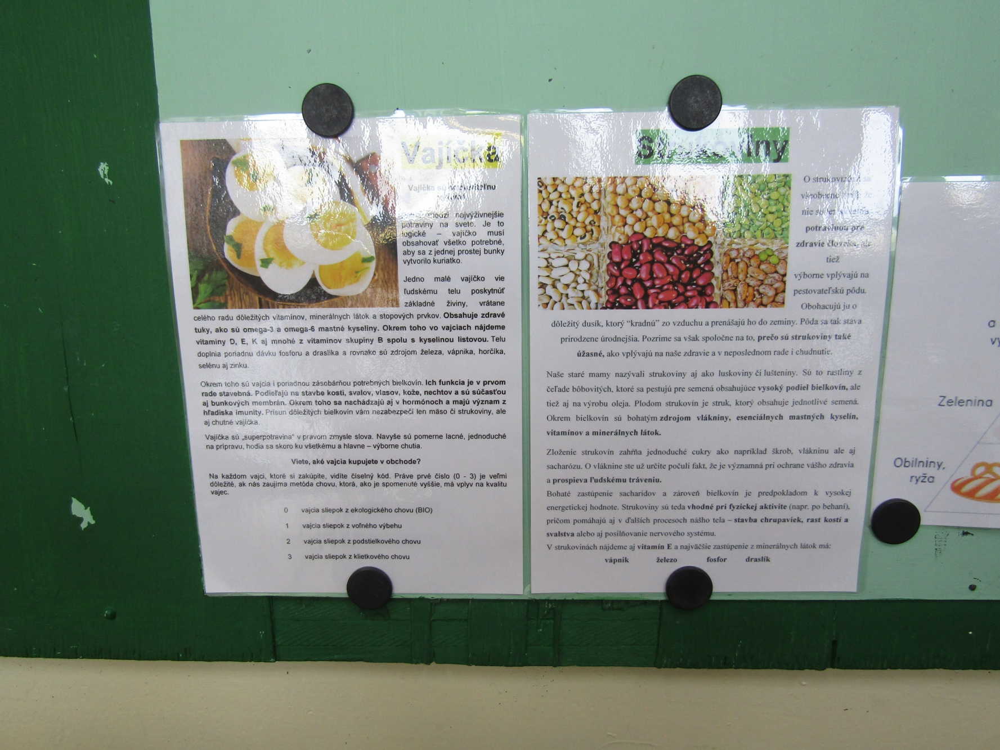 Vajíčka
Vajíčka sú
medzi najvýživnejšie
potraviny na svete. Je to
logické – vajíčko musí
obsahovať všetko potrebné,
aby sa z jednej prostej bunky
vytvorilo kuriatko.
Jedno malé vajíčko vie
ľudskému telu poskytnúť
základné živiny, vrátane
celého radu dôležitých vitamínov, minerálnych látok a stopových prvkov. Obsahuje zdravé
tuky, ako sú omega-3 a omega-6 mastné kyseliny. Okrem toho vo vajciach nájdeme
vitamíny D, E, K aj mnohé z vitamínov skupiny B spolu s kyselinou listovou. Telu
doplnia poriadnu dávku fosforu a draslíka a rovnako sú zdrojom železa, vápnika, horčíka,
selénu aj zinku.
Okrem toho sú vajcia i poriadnou zásobárňou potrebných bielkovín. Ich funkcia je v prvom
rade stavebná. Podieľajú na stavbe kostí, svalov, vlasov, kože, nechtov a sú súčasťou
aj bunkových membrán. Okrem toho sa nachádzajú aj v hormónoch a majú význam z
hľadiska imunity. Prísun dôležitých bielkovín vám nezabezpečí len mäso či strukoviny, ale
aj chutné vajíčka.
Vajíčka sú „superpotravina“ v pravom zmysle slova. Navyše sú pomerne lacné, jednoduché
na prípravu, hodia sa skoro ku všetkému a hlavne – výborne chutia.
Viete, aké vajcia kupujete v obchode?
Na každom vajci, ktoré si zakúpite, vidíte číselný kód. Práve prvé číslo (0 - 3) je veľmi
dôležité, ak nás zaujíma metóda chovu, ktorá, ako je spomenuté vyššie, má vplyv na kvalitu
vajec.
0 vajcia sliepok z ekologického chovu (BIO)
1 vajcia sliepok z voľného výbehu
2 vajcia sliepok z podstielkového chovu
3 vajcia sliepok z klietkového chovu
Strukoviny
O strukovinách sa
všeobecne že
nie sú len
potravinou pre
zdravie človeka, ale
tiež
výborne vplývajú na
pestovateľskú pôdu.
Obohacujú ju o
dôležitý dusík, ktorý “kradnú” zo vzduchu a prenášajú ho do zeminy. Pôda sa tak stáva
prirodzene úrodnejšia. Pozrime sa však spoločne na to, prečo sú strukoviny také
úžasné, ako vplývajú na naše zdravie a v neposlednom rade i chudnutie.
Naše staré mamy nazývali strukoviny aj ako luskoviny či lušteniny. Sú to rastliny z
čeľade bôbovitých, ktoré sa pestujú pre semená obsahujúce vysoký podiel bielkovín, ale
tiež aj na výrobu oleja. Plodom strukovín je struk, ktorý obsahuje jednotlivé semená.
Okrem bielkovín sú bohatým zdrojom vlákniny, esenciálnych mastných kyselín,
vitamínov a minerálnych látok.
Zloženie strukovín zahŕňa jednoduché cukry ako napríklad škrob, vlákninu ale aj
sacharózu. O vláknine ste už určite počuli fakt, že je významná pri ochrane vášho zdravia
a prospieva ľudskému tráveniu.
Bohaté zastúpenie sacharidov a zároveň bielkovín je predpokladom k vysokej
energetickej hodnote. Strukoviny sú teda vhodné pri fyzickej aktivite (napr. po behaní),
pričom pomáhajú aj v ďalších procesoch nášho tela – stavba chrupaviek, rast kostí a
svalstva alebo aj posilňovanie nervového systému.
V strukovinách nájdeme aj vitamín E a najväčšie zastúpenie z minerálnych látok má:
vápnik železo fosfor draslík
a
Zelenina
Obilniny,
ryža